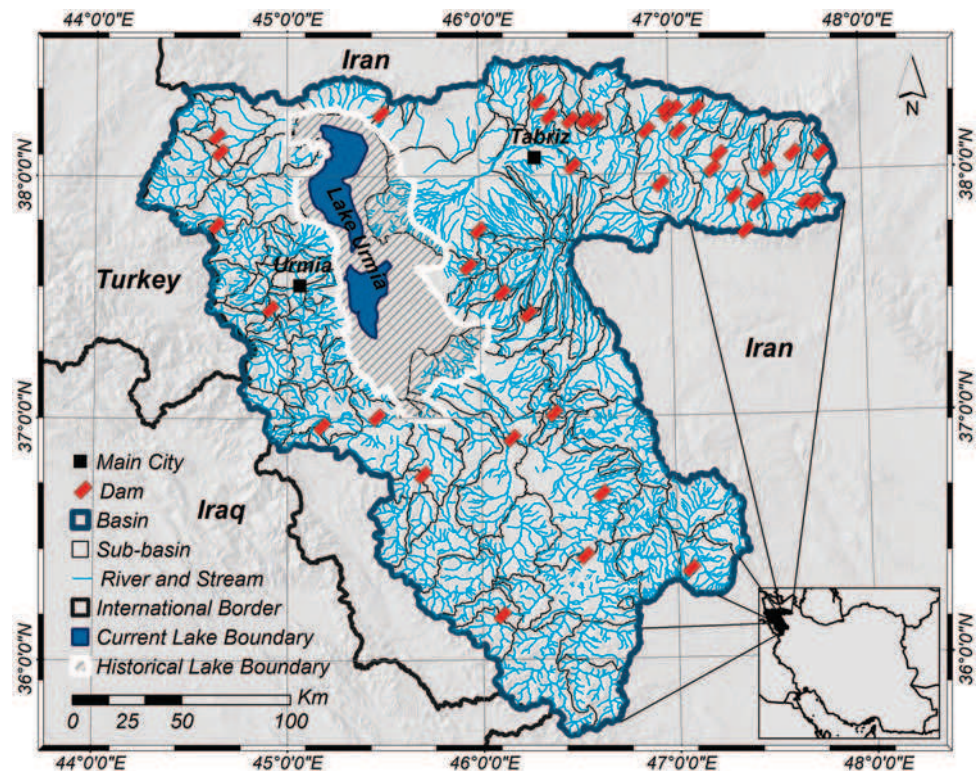 44°0'0"E 45°0'0"E 46°0'0"E 47°0'0"E 48°0'0"E
Iran
N
Tabriz
38°0'0"N 38°0'0"N
Lake Urmia
Urmia
Turkey
Iran
37°0'0"N 37°0'0"N
Main City
Dam
Iraq
Basin
Sub-basin
River and Stream
International Border
Current Lake Boundary
36°0'0"N 36°0'0"N
Historical Lake Boundary
Km
0 25 50 100
44°0'0"E 45°0'0"E 46°0'0"E 47°0'0"E 48°0'0"E